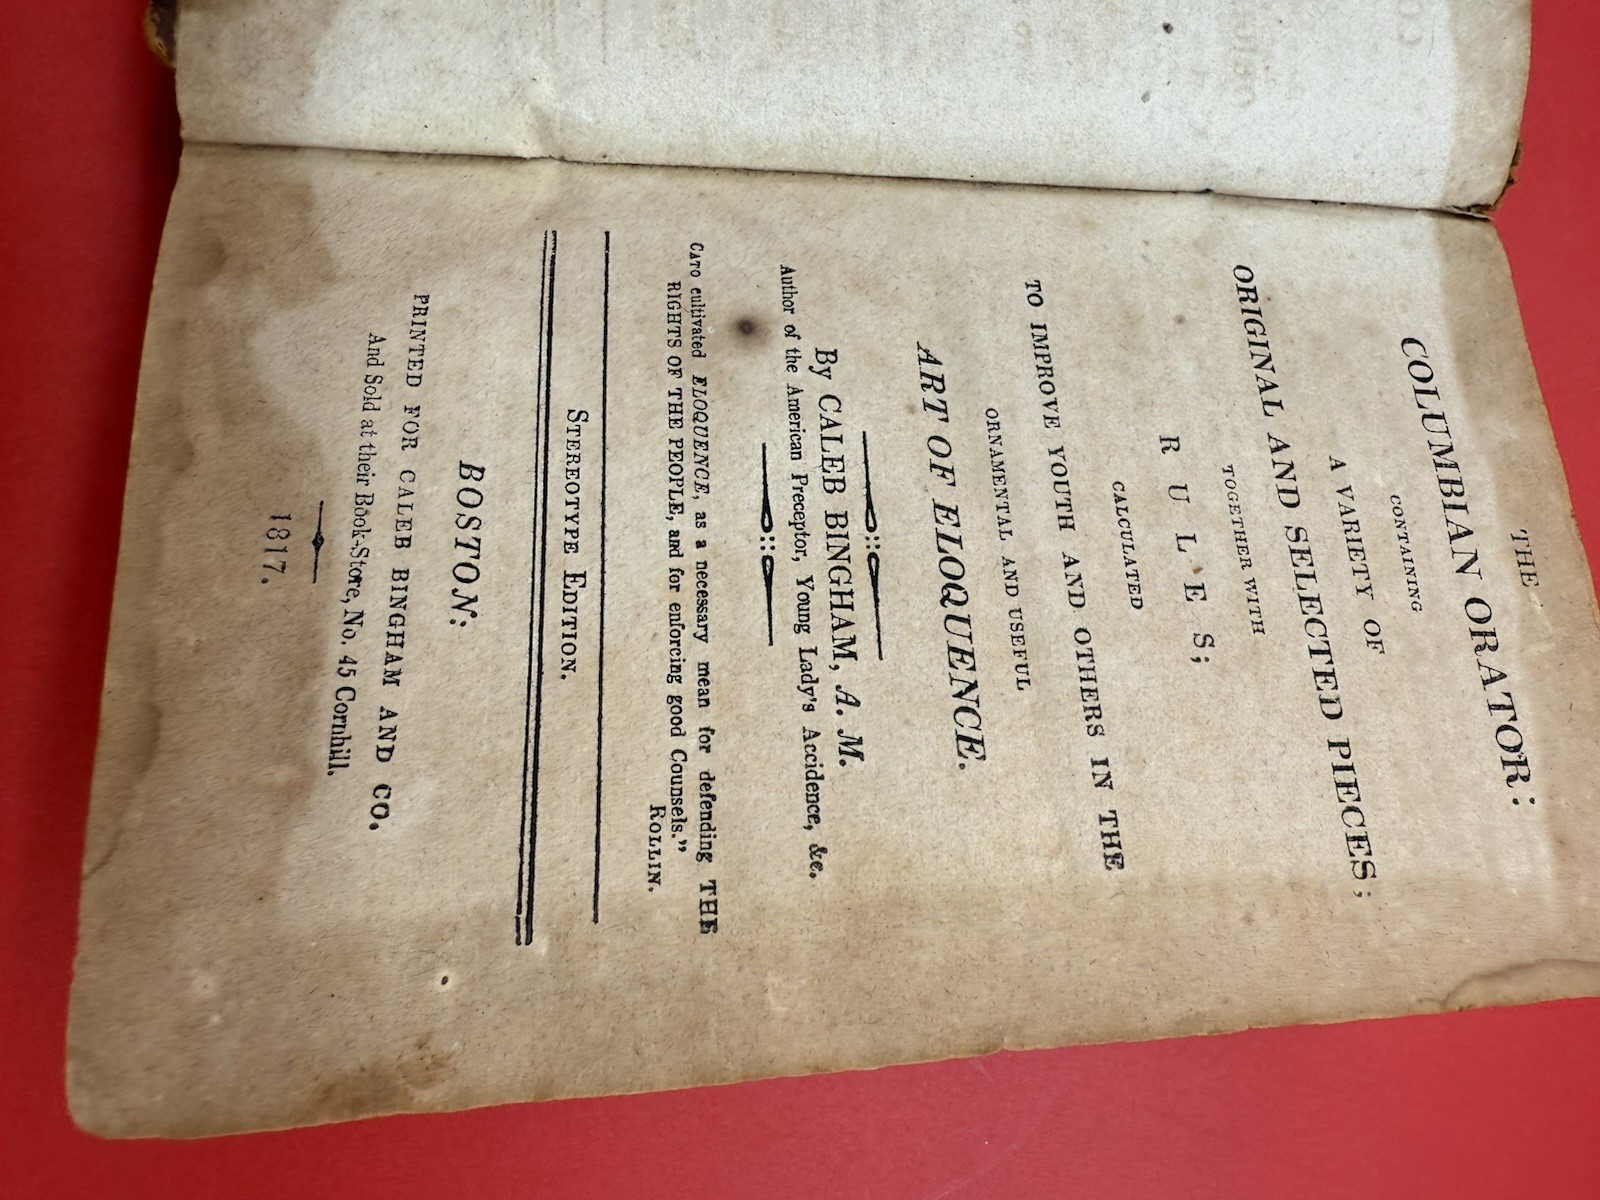 THE
COLUMBIAN ORATOR:
CONTAINING
A VARIETY OF
ORIGINAL AND SELECTED PIECES;
TOGETHER WITH
RULES;
CALCULATED
TO IMPROVE YOUTH AND OTHERS IN THE
ORNAMENTAL AND USEFUL
ART OF ELOQUENCE.
By CALEB BINGHAM, A. M.
Author of the American Preceptor, Young Lady's Accidence, &c.
CATO cultivated ELOQUENCE, as a necessary mean for defending THE
RIGHTS OF THE PEOPLE, and for enforcing good Counsels."
ROLLIN.
STEREOTYPE EDITION.
BOSTON:
PRINTED FOR CALEB BINGHAM AND CO.
And Sold at their Book-Store, No. 45 Cornhill.
1817.